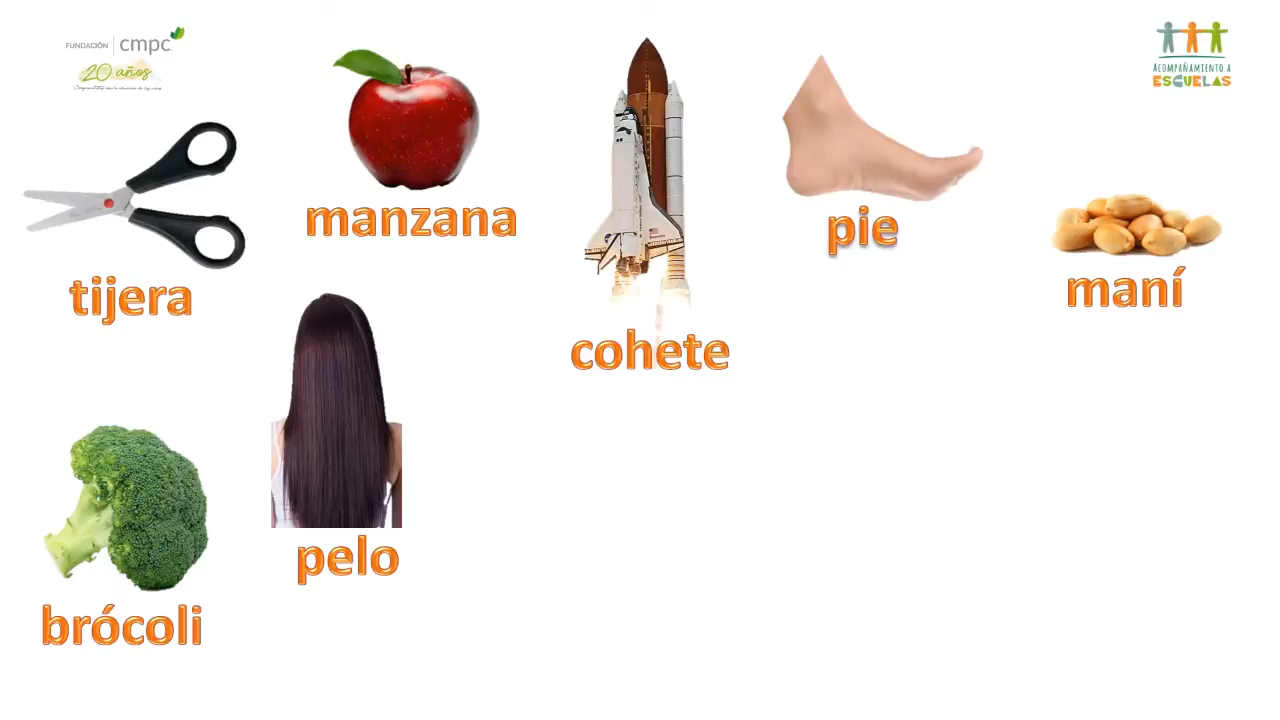 FUNDACIÓN | cmpc
20 años
ACOMPAÑAMIENTO A
ESCUELAS
manzana
pie
tijera
maní
cohete
pelo
brócoli